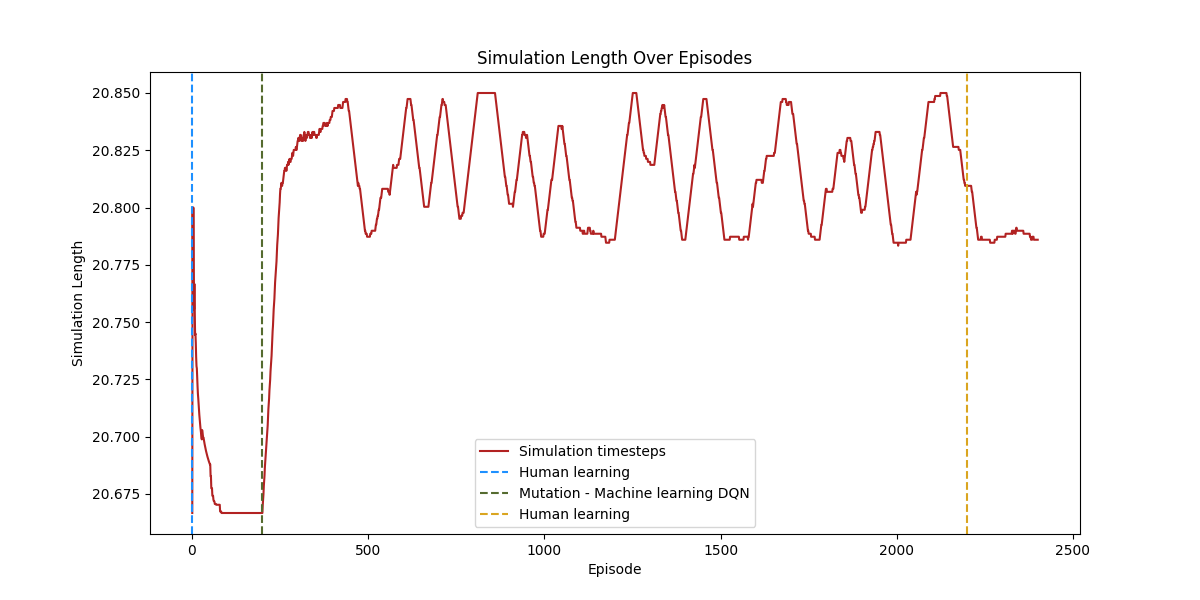 Simulation Length Over Episodes
20.850
20.825
20.800
20.775
20.750
20.725
20.700
20.675
Simulation Length
Simulation timesteps
Human learning
Mutation - Machine learning DQN
Human learning
0 500 1000 1500 2000 2500
Episode